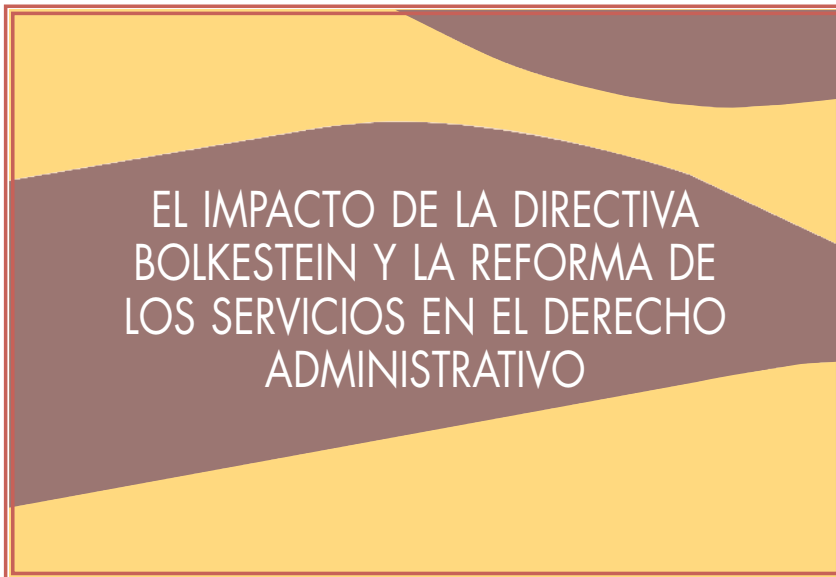 EL IMPACTO DE LA DIRECTIVA
BOLKESTEIN Y LA REFORMA DE
LOS SERVICIOS EN EL DERECHO
ADMINISTRATIVO